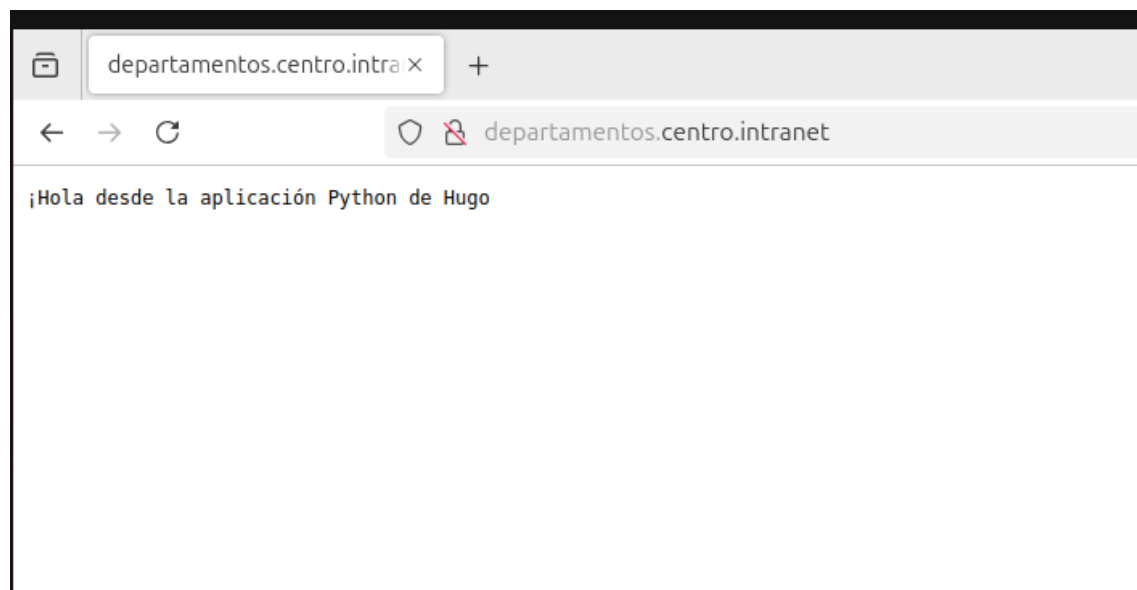 departamentos.centro.intra
departamentos.centro.intranet
¡Hola desde la aplicación Python de Hugo